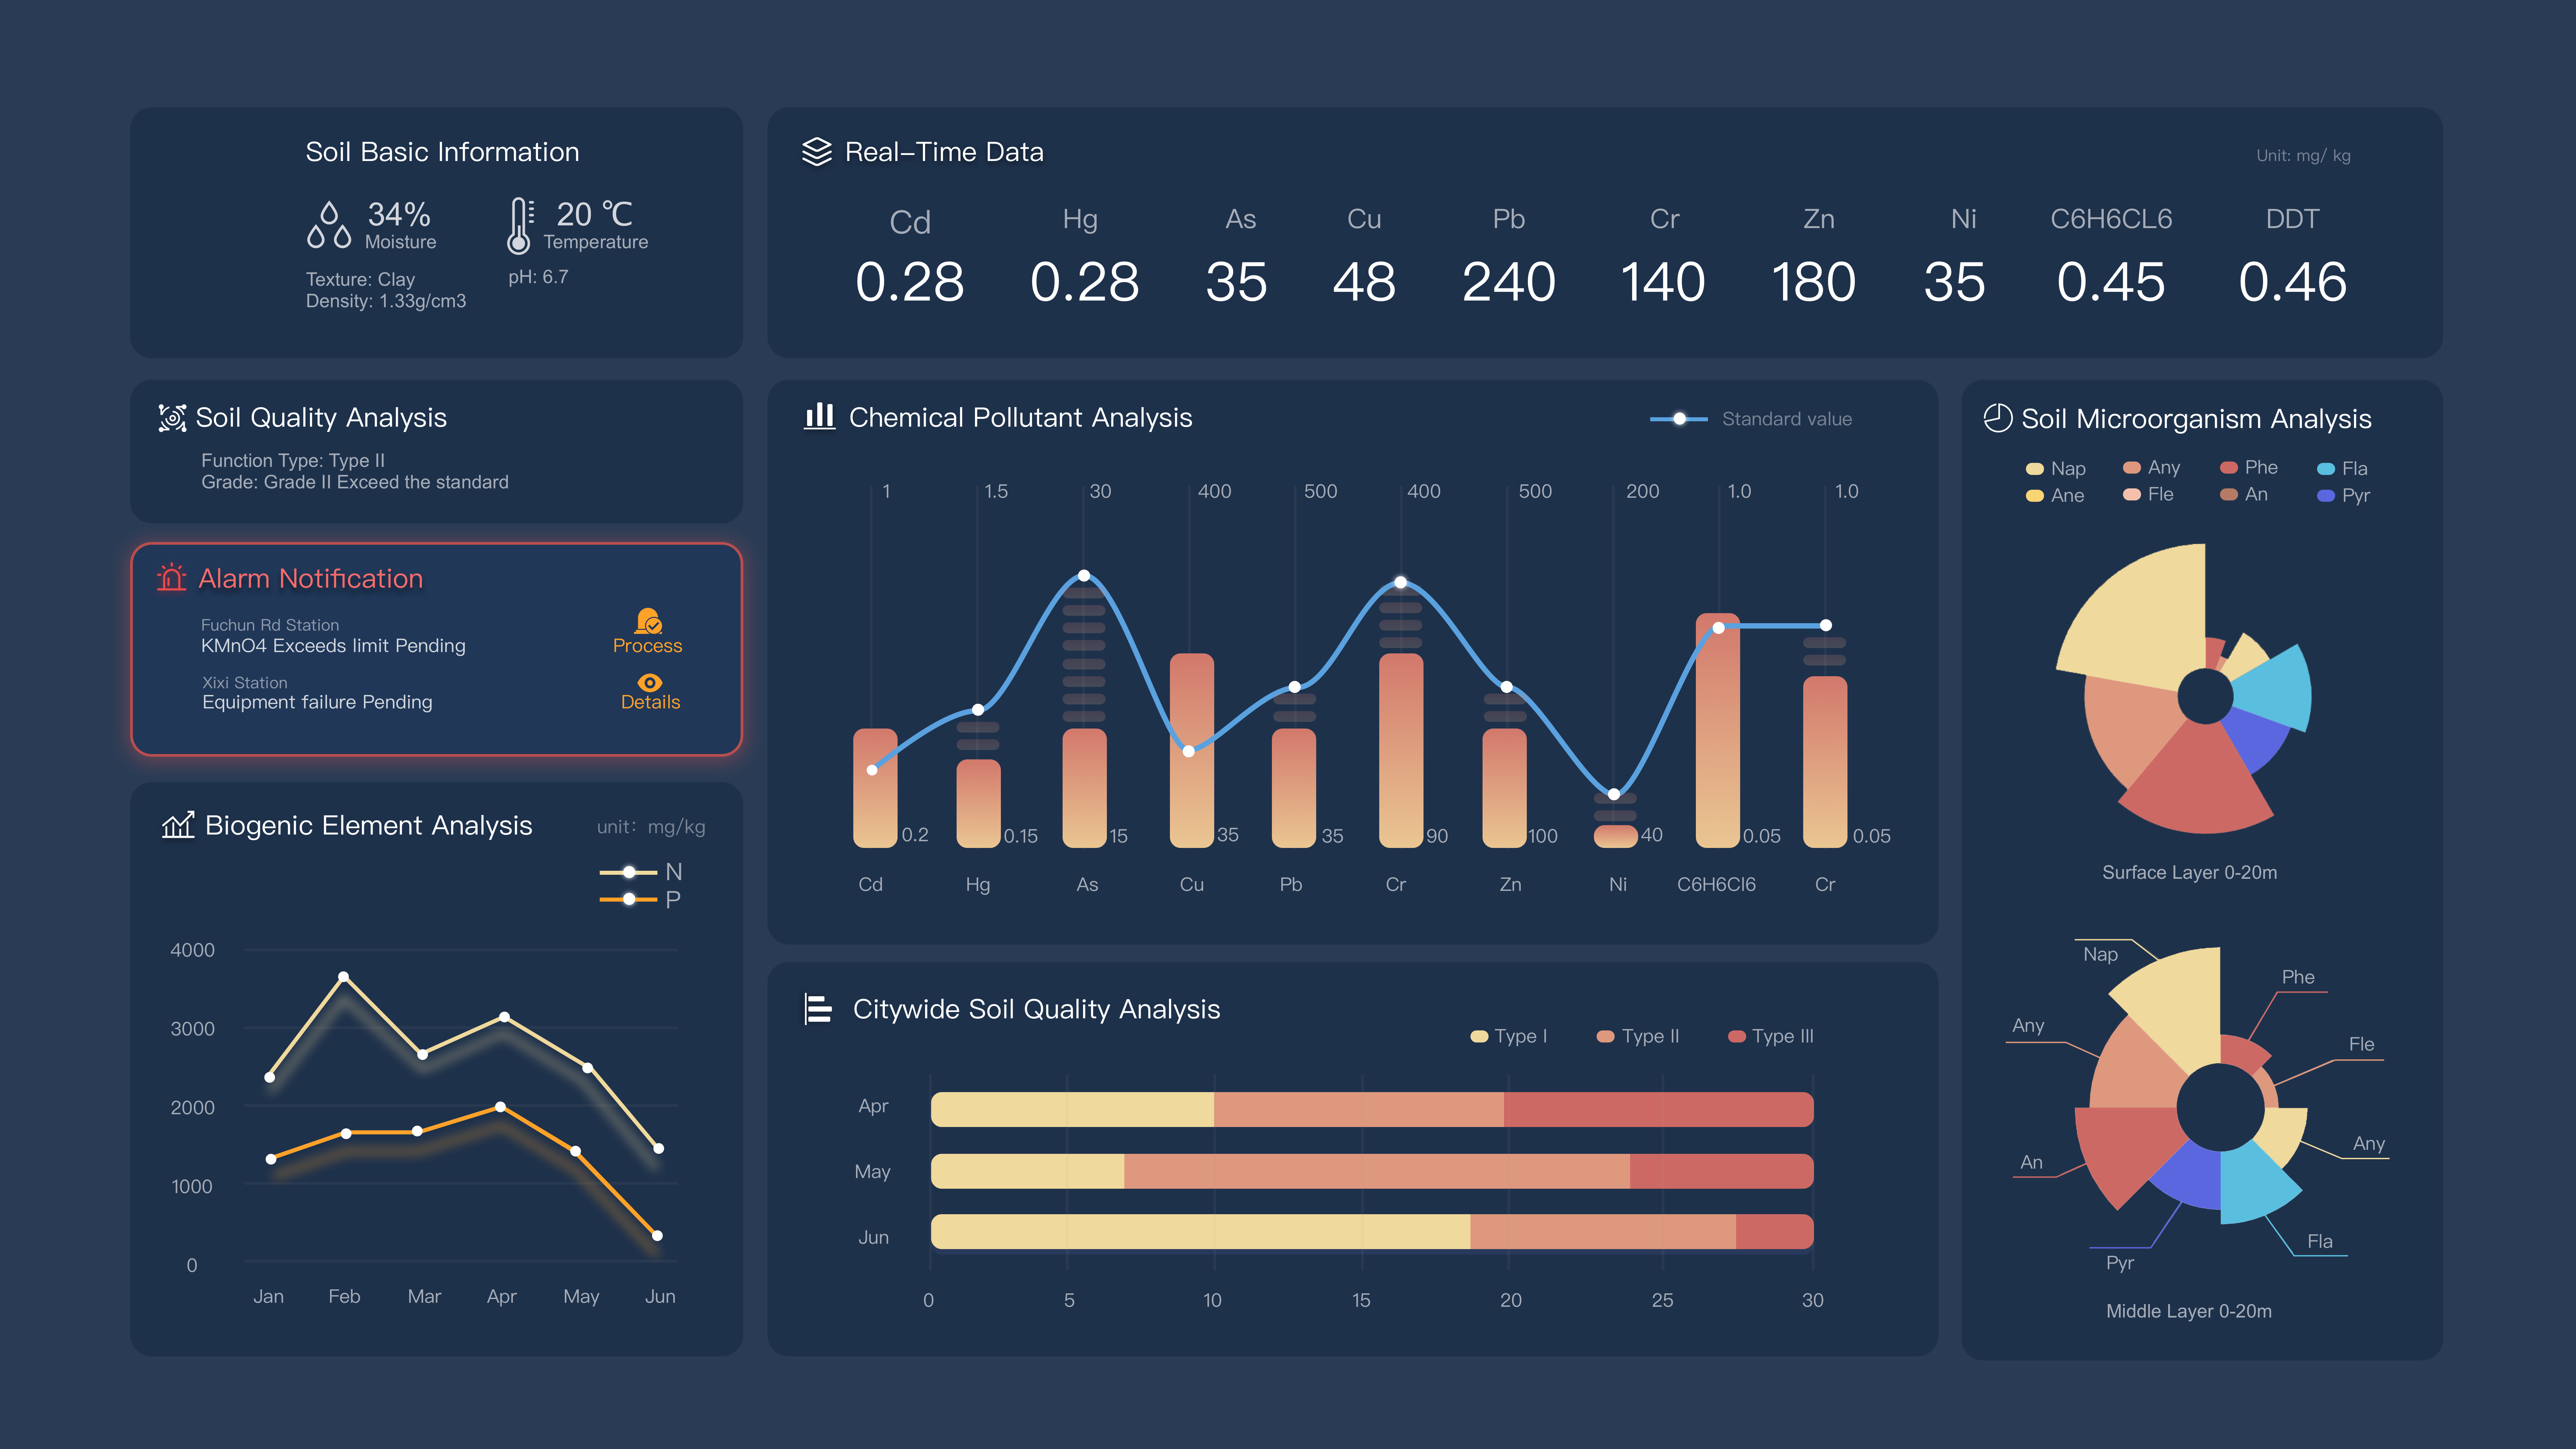 Soil Basic Information
34%
Moisture
20 ℃
Temperature
Texture: Clay
Density: 1.33g/cm3
pH: 6.7
Real-Time Data
Unit: mg/ kg
Cd Hg As Cu Pb Cr Zn Ni C6H6CL6 DDT
0.28 0.28 35 48 240 140 180 35 0.45 0.46
Soil Quality Analysis
Function Type: Type II
Grade: Grade II Exceed the standard
Alarm Notification
Fuchun Rd Station
KMnO4 Exceeds limit Pending
Process
Xixi Station
Equipment failure Pending
Details
Biogenic Element Analysis
unit: mg/kg
N
P
4000
3000
2000
1000
0
Jan Feb Mar Apr May Jun
Chemical Pollutant Analysis
Standard value
1 1.5 30 400 500 400 500 200 1.0 1.0
0.2 0.15 15 35 35 90 100 40 0.05 0.05
Cd Hg As Cu Pb Cr Zn Ni C6H6Cl6 Cr
Citywide Soil Quality Analysis
Type I Type II Type III
Apr
May
Jun
0 5 10 15 20 25 30
Soil Microorganism Analysis
Nap Any Phe Fla
Ane Fle An Pyr
Surface Layer 0-20m
Nap
Phe
Any
Fle
Any
An
Fla
Pyr
Middle Layer 0-20m